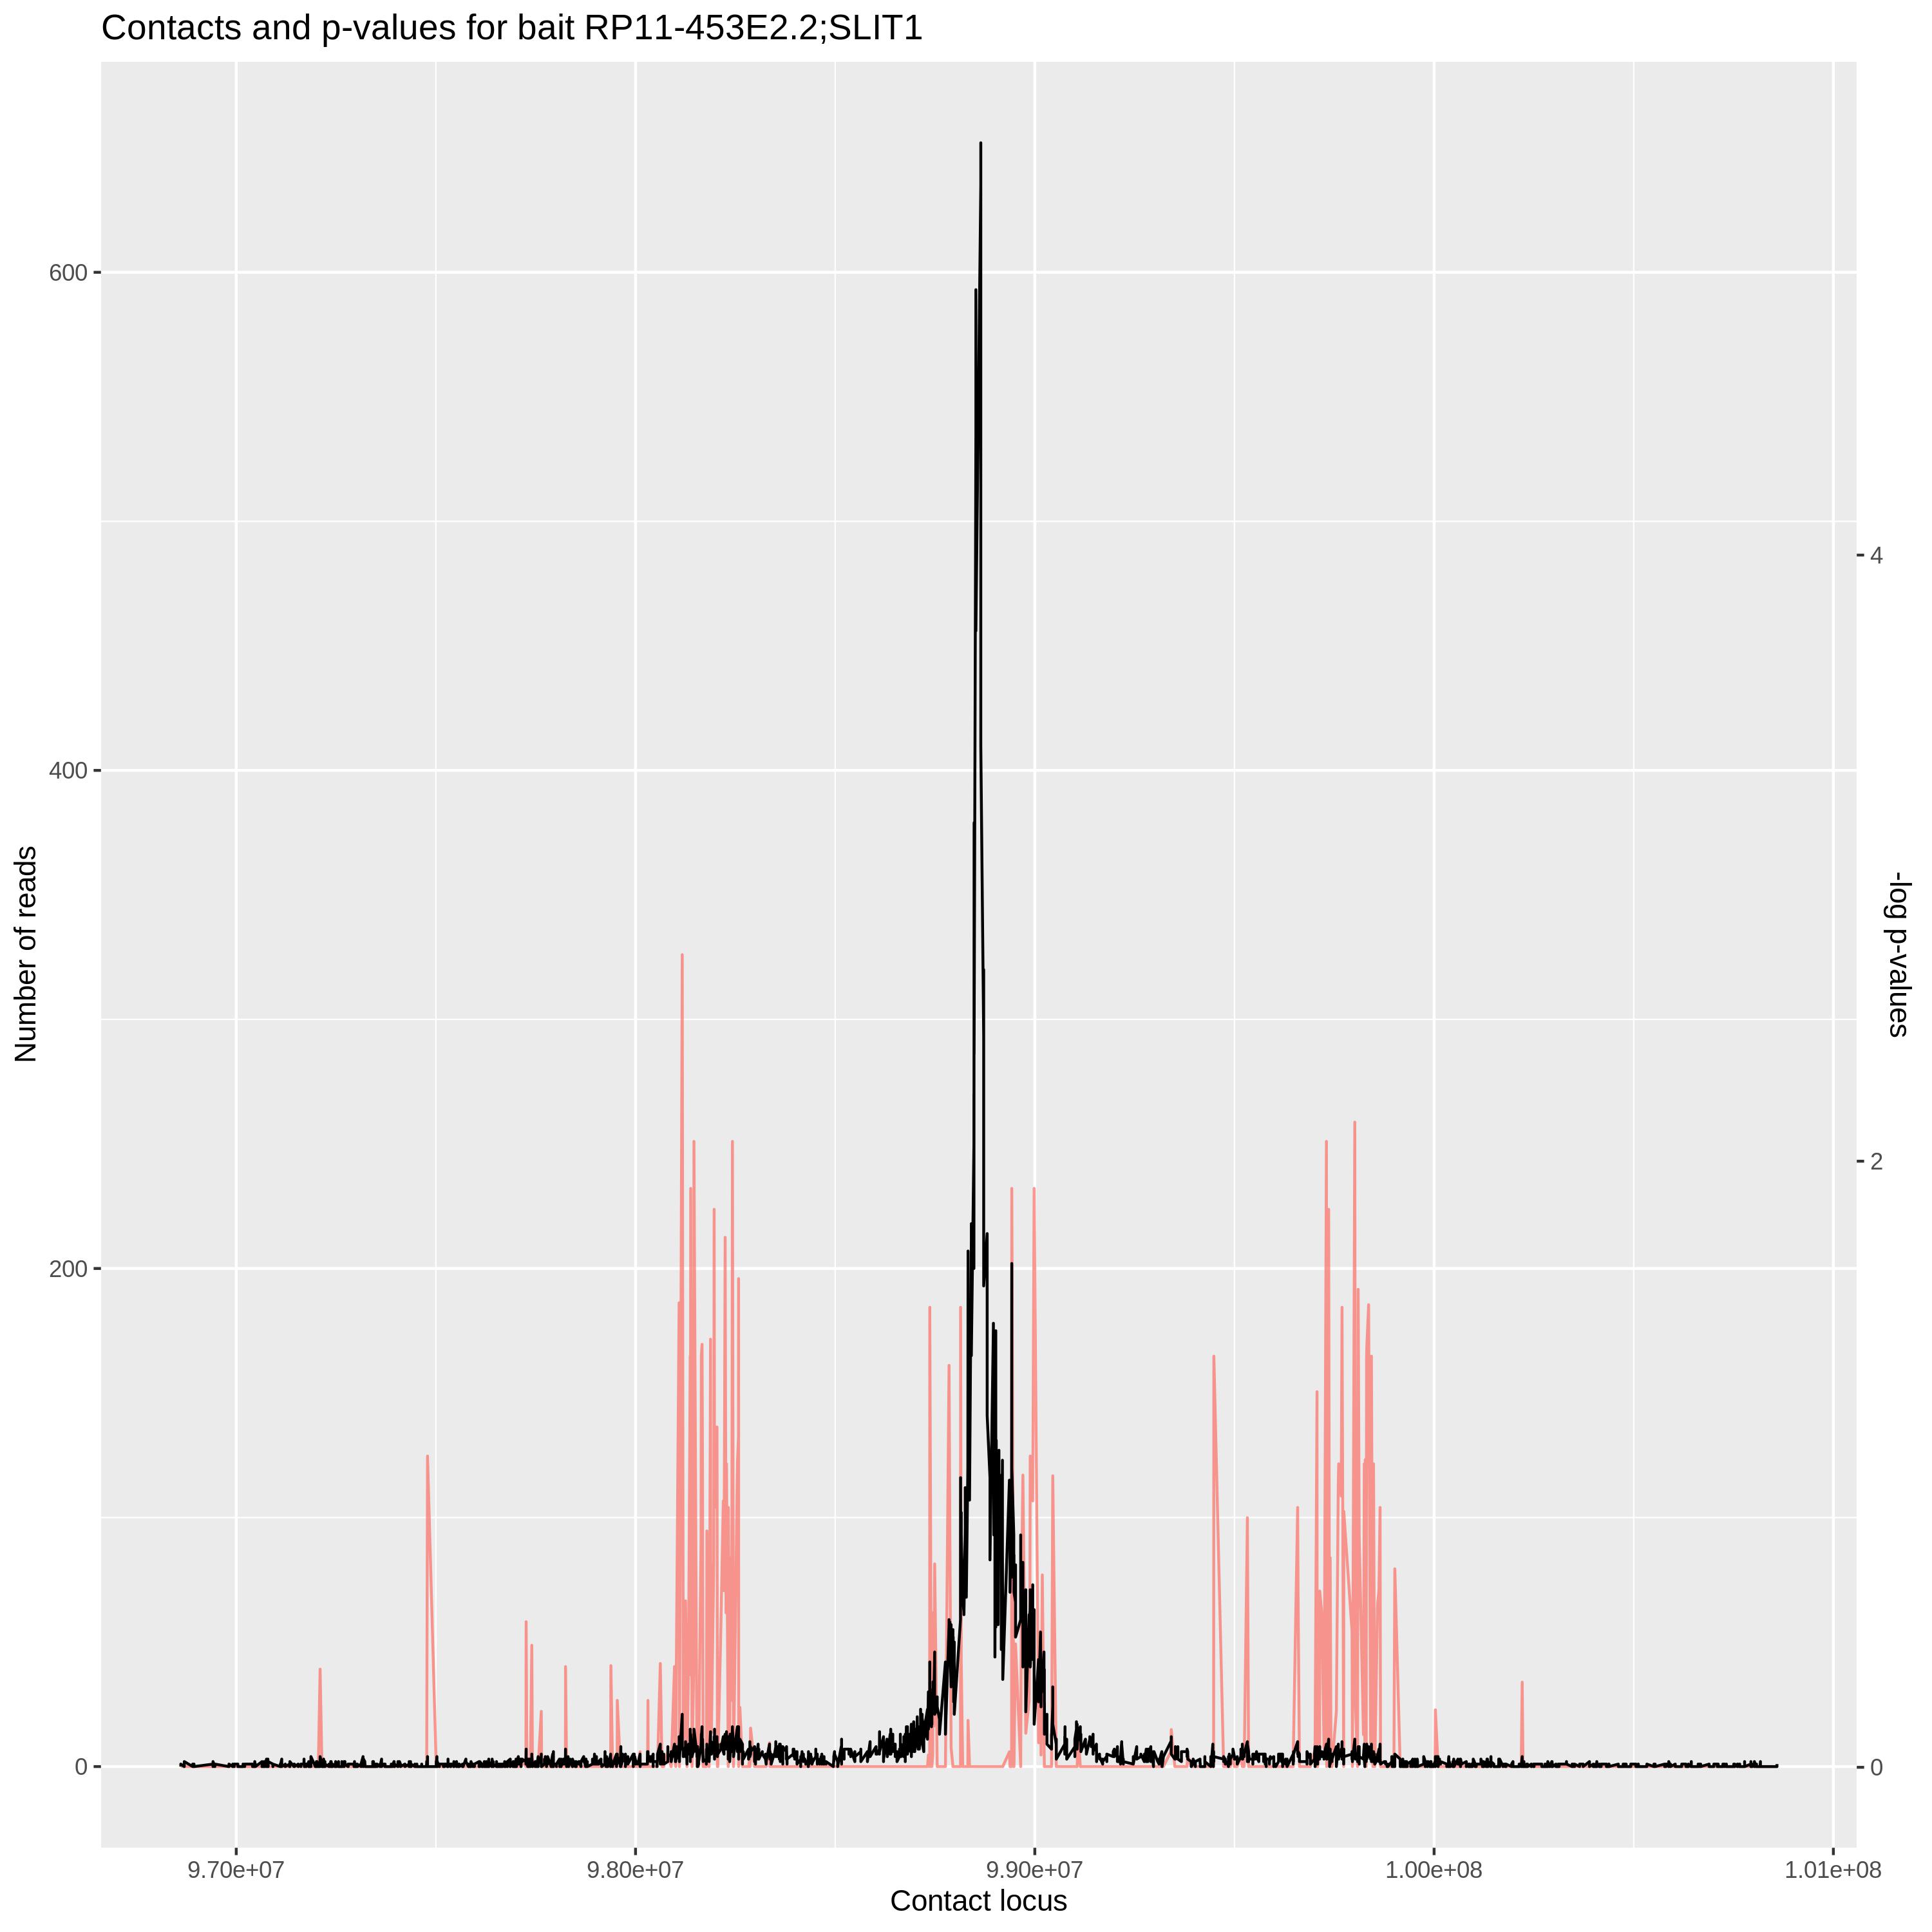 Contacts and p-values for bait RP11-453E2.2;SLIT1
600
400
200
0
Number of reads
4
2
0
-log p-values
9.70e+07
9.80e+07
9.90e+07
1.00e+08
1.01e+08
Contact locus